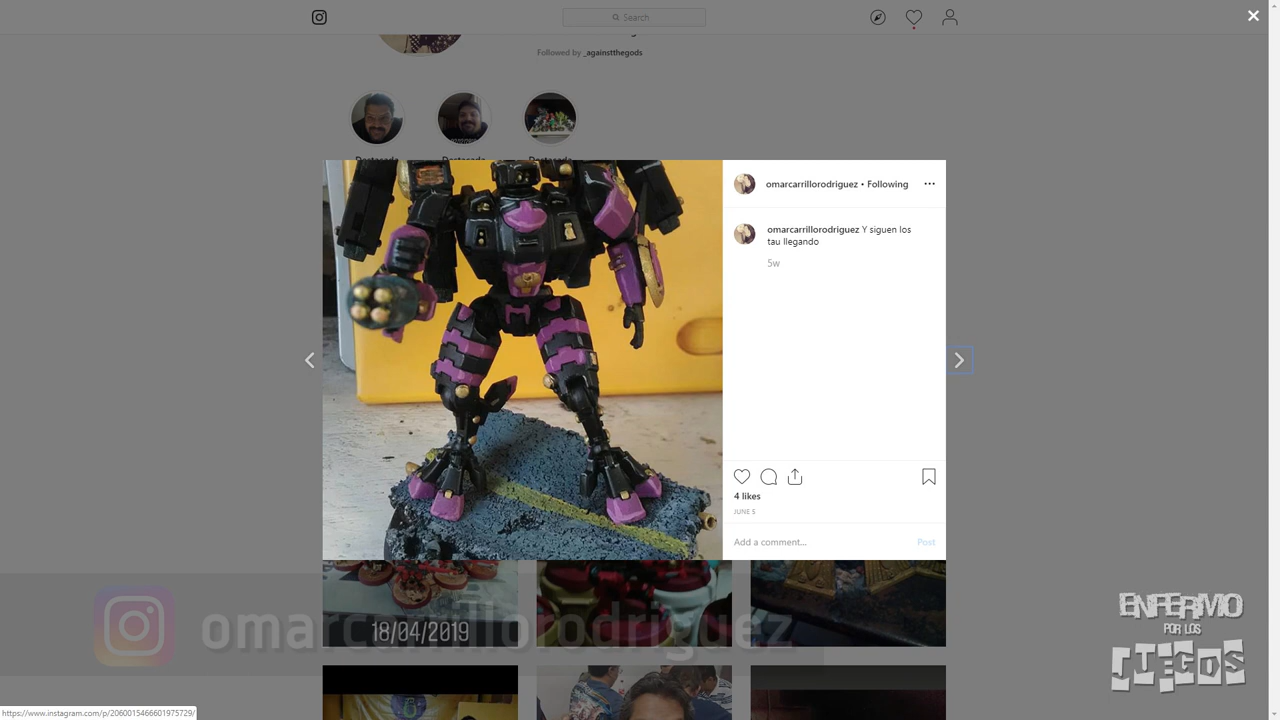 Search
Followed by _againstthegods
omarcarrillorodriguez • Following
omarcarrillorodriguez Y siguen los
tau llegando
5w
4 likes
JUNE 5
Add a comment...
Post
18/04/2019
omarcarrillorodriguez
ENFERMO
POR LOS
JUEGOS
https://www.instagram.com/p/2060015466601975729/